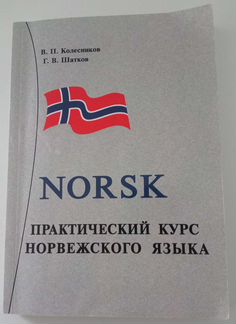 В. П. Колесников
Г. В. Шатков
NORSK
ПРАКТИЧЕСКИЙ КУРС
НОРВЕЖСКОГО ЯЗЫКА